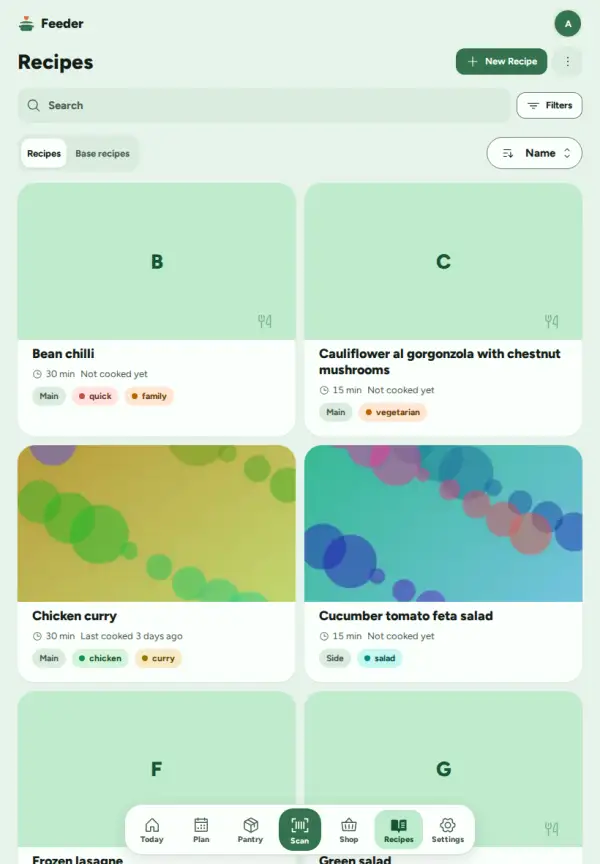 Feeder
A
Recipes
New Recipe
Search
Filters
Recipes
Base recipes
Name
B
C
Bean chilli
30 min Not cooked yet
Main
quick
family
Cauliflower al gorgonzola with chestnut
mushrooms
15 min Not cooked yet
Main
vegetarian
Chicken curry
30 min Last cooked 3 days ago
Main
chicken
curry
Cucumber tomato feta salad
15 min Not cooked yet
Side
salad
F
G
Today
Plan
Pantry
Scan
Shop
Recipes
Settings
Frozen lasagne
Green salad